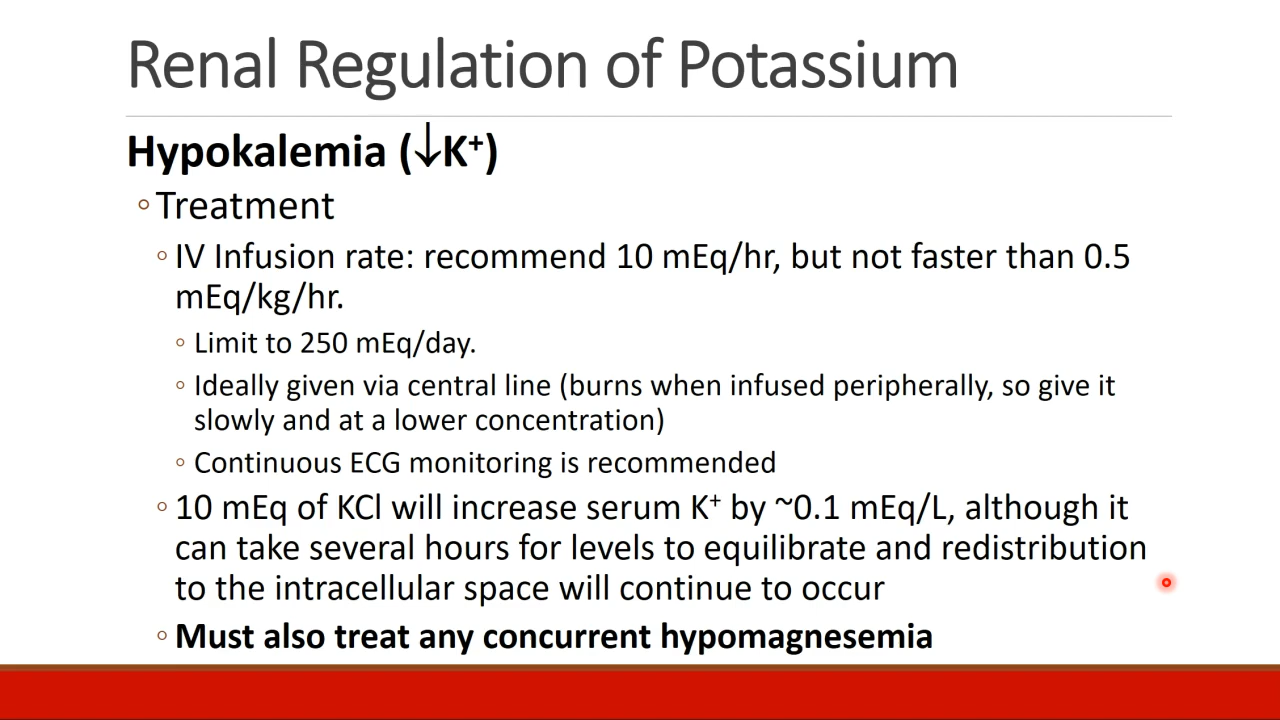 Renal Regulation of Potassium
Hypokalemia (↓K⁺)
◦ Treatment
◦ IV Infusion rate: recommend 10 mEq/hr, but not faster than 0.5
mEq/kg/hr.
◦ Limit to 250 mEq/day.
◦ Ideally given via central line (burns when infused peripherally, so give it
slowly and at a lower concentration)
◦ Continuous ECG monitoring is recommended
◦ 10 mEq of KCl will increase serum K⁺ by ~0.1 mEq/L, although it
can take several hours for levels to equilibrate and redistribution
to the intracellular space will continue to occur
◦ Must also treat any concurrent hypomagnesemia